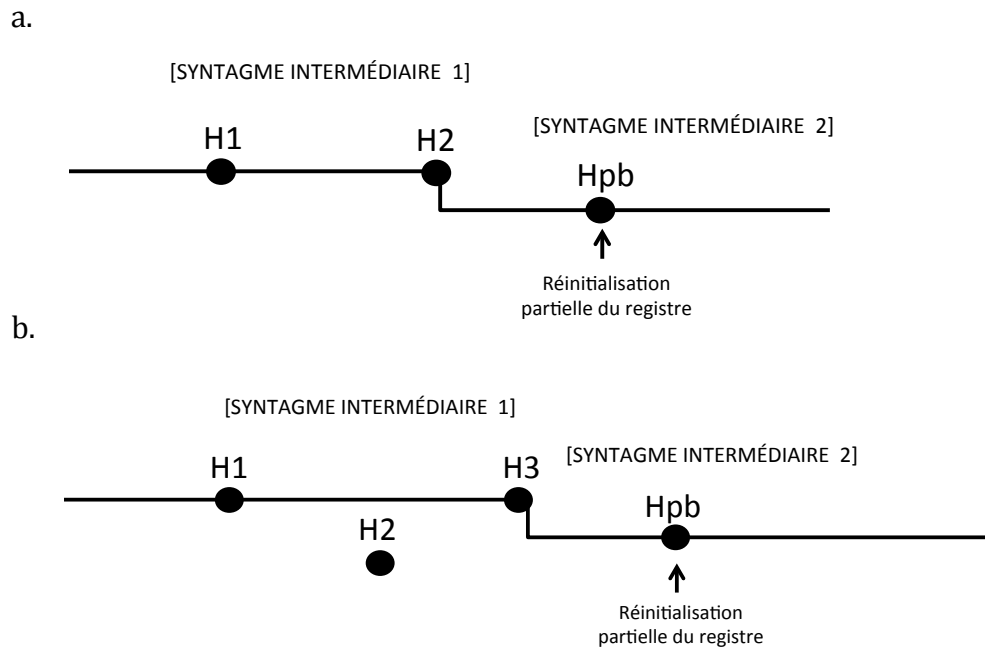 a.
[SYNTAGME INTERMÉDIAIRE 1]
[SYNTAGME INTERMÉDIAIRE 2]
H1
H2
Hpb
Réinitialisation
partielle du registre
b.
[SYNTAGME INTERMÉDIAIRE 1]
[SYNTAGME INTERMÉDIAIRE 2]
H1
H3
Hpb
H2
Réinitialisation
partielle du registre